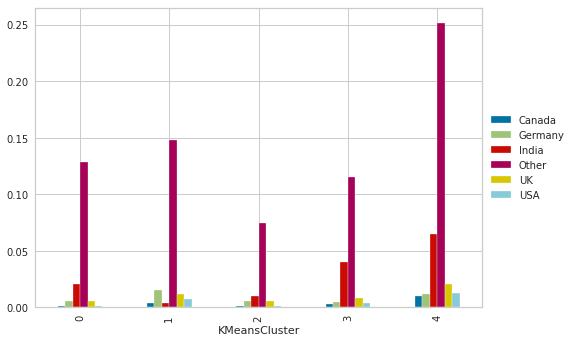 0.25
0.20
0.15
0.10
0.05
0.00
0
1
2
3
4
KMeansCluster
Canada
Germany
India
Other
UK
USA